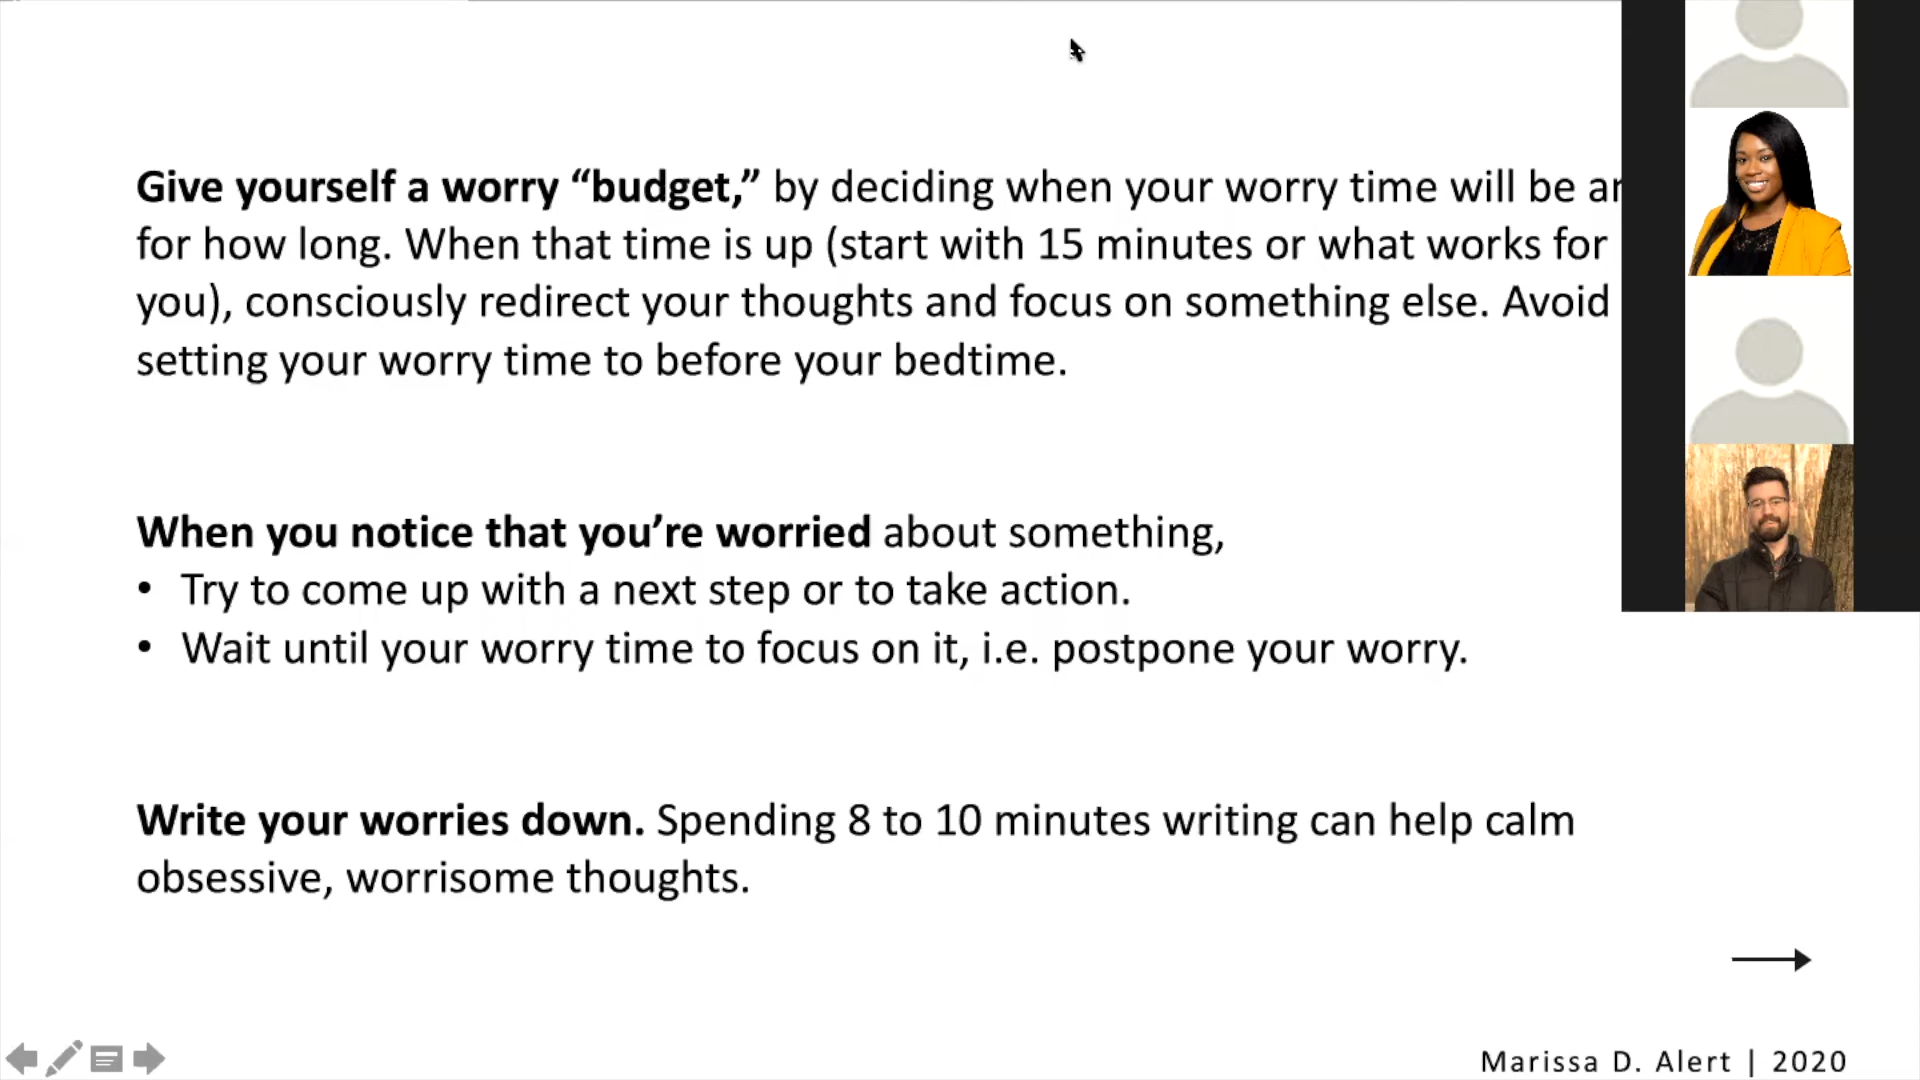 Give yourself a worry “budget,” by deciding when your worry time will be
for how long. When that time is up (start with 15 minutes or what works for
you), consciously redirect your thoughts and focus on something else. Avoid
setting your worry time to before your bedtime.
When you notice that you’re worried about something,
• Try to come up with a next step or to take action.
• Wait until your worry time to focus on it, i.e. postpone your worry.
Write your worries down. Spending 8 to 10 minutes writing can help calm
obsessive, worrisome thoughts.
Marissa D. Alert | 2020